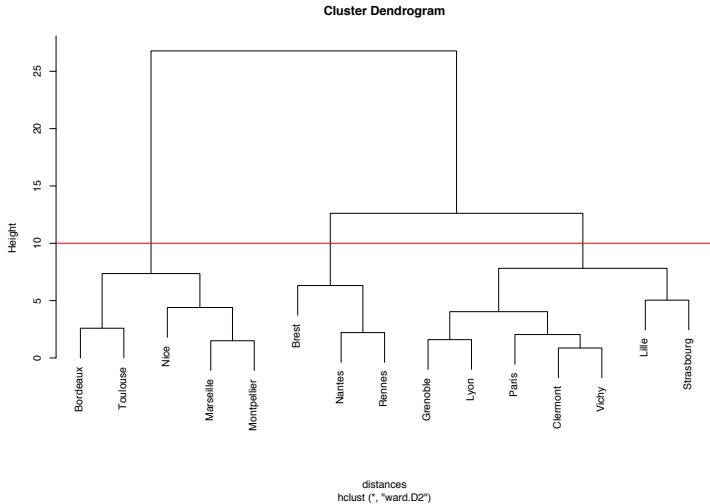 Cluster Dendrogram
Height
25
20
15
10
5
0
Bordeaux
Toulouse
Nice
Marseille
Montpellier
Brest
Nantes
Rennes
Grenoble
Lyon
Paris
Clermont
Vichy
Lille
Strasbourg
distances
hclust (*, "ward.D2")